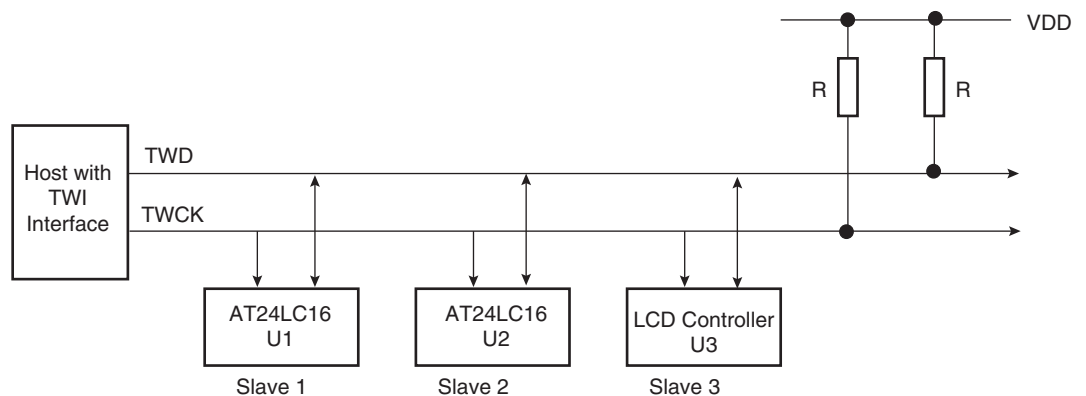 VDD
R
R
Host with
TWI
Interface
TWD
TWCK
AT24LC16
U1
AT24LC16
U2
LCD Controller
U3
Slave 1
Slave 2
Slave 3